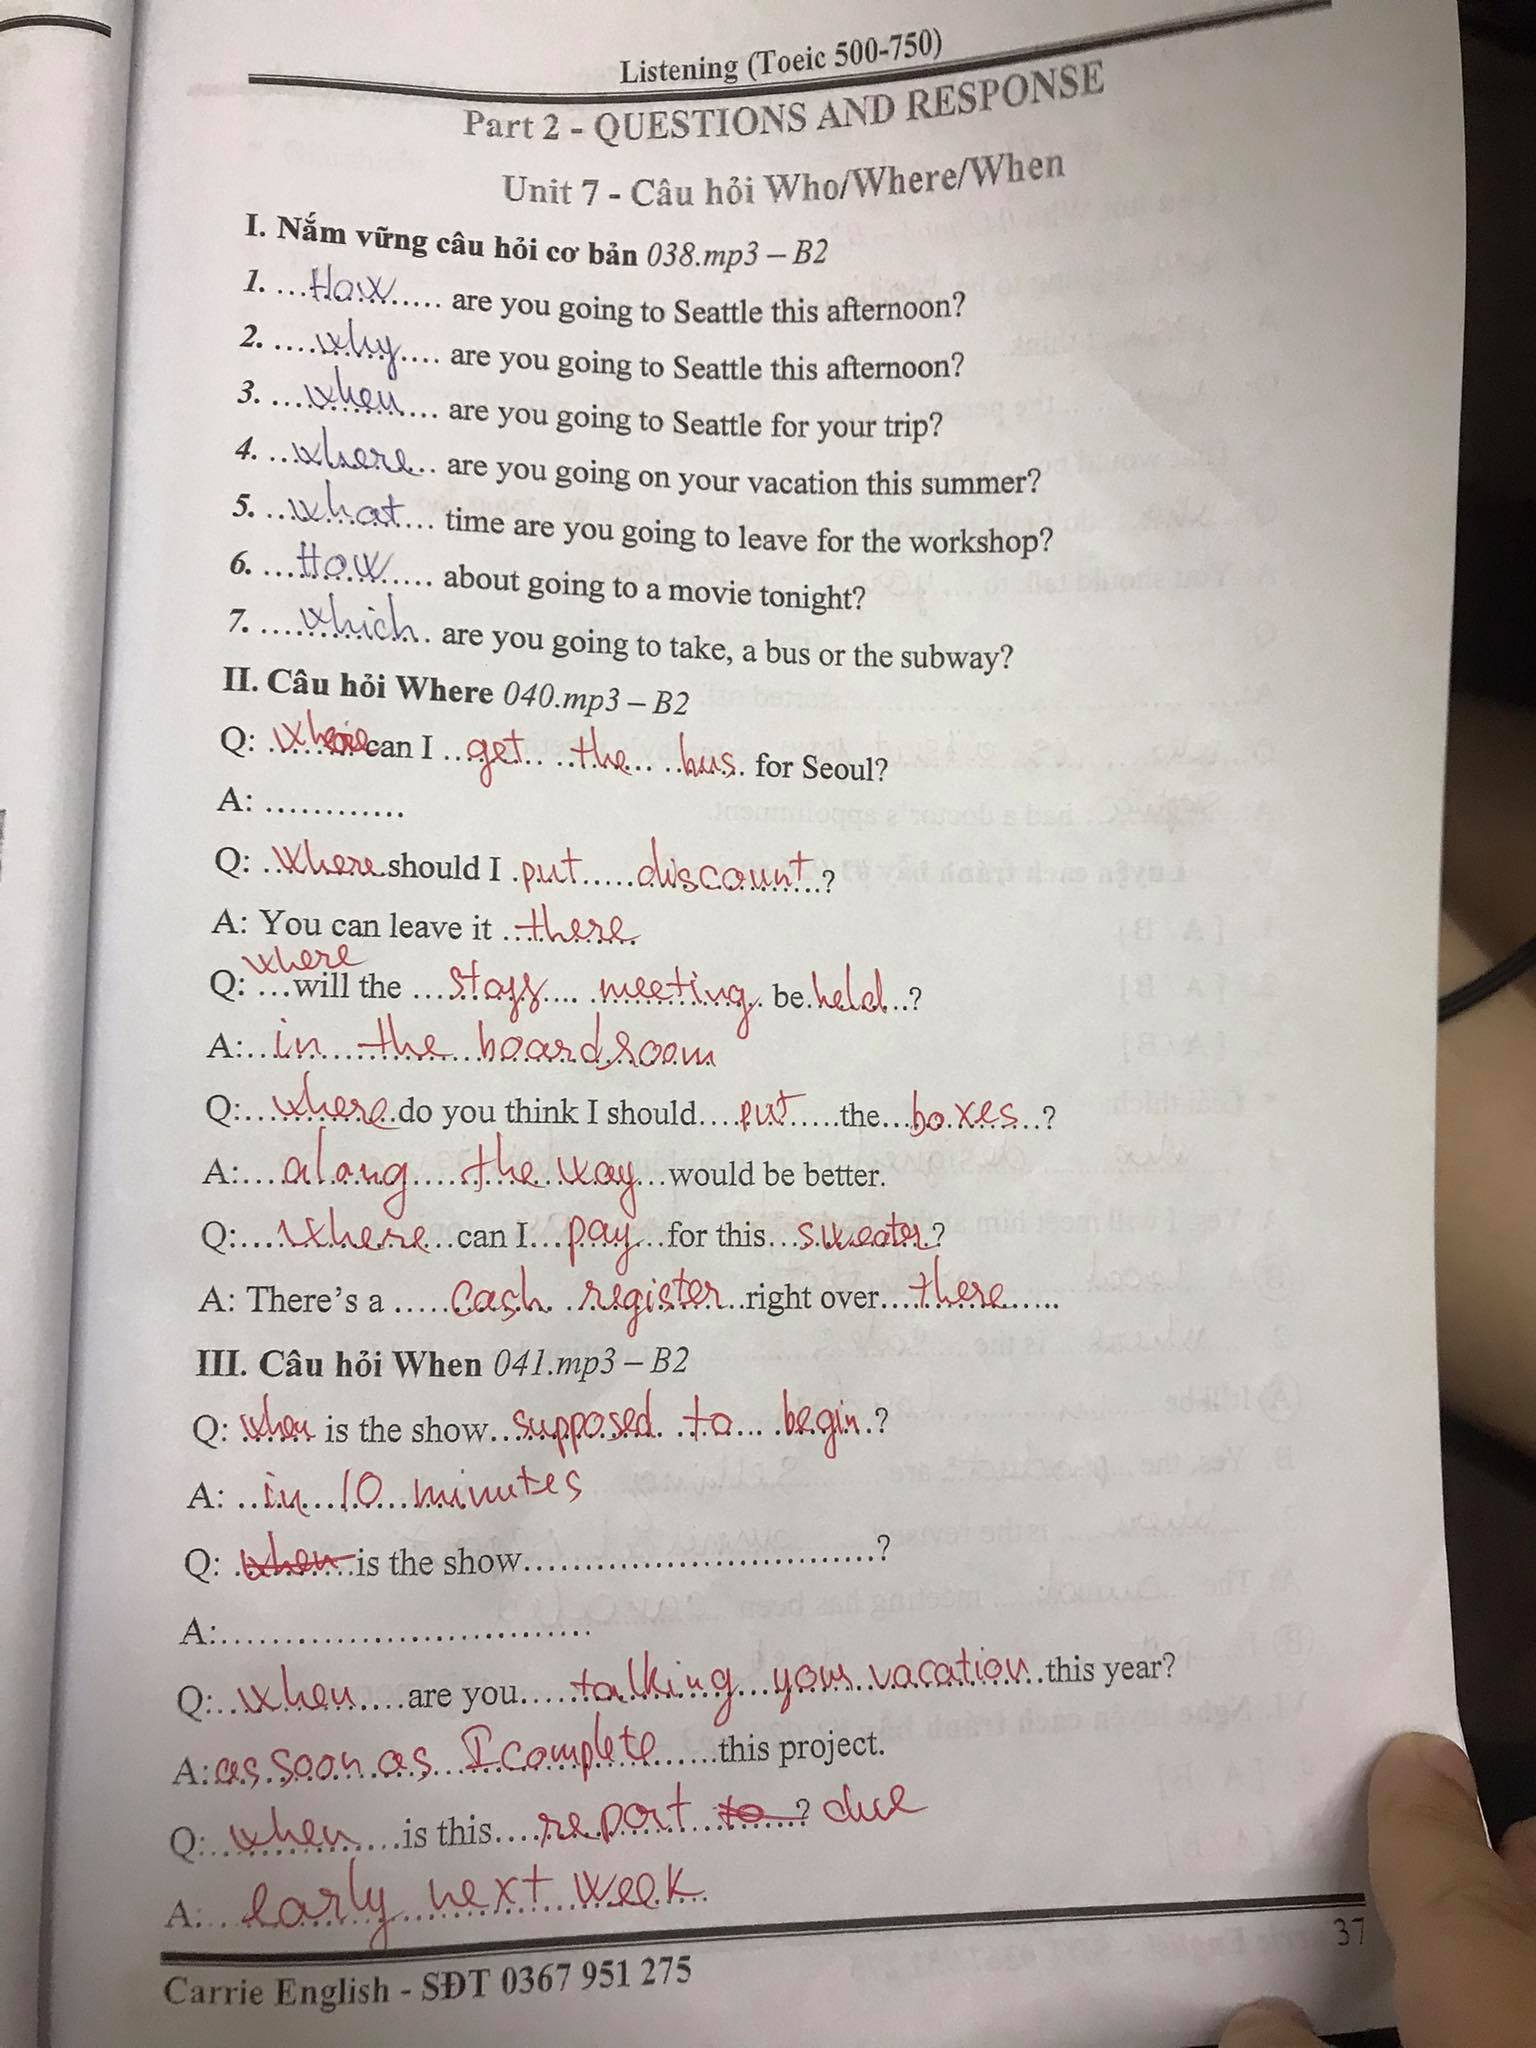 Listening (Toeic 500-750)
Part 2 - QUESTIONS AND RESPONSE
Unit 7 - Câu hỏi Who/Where/When
I. Nắm vững câu hỏi cơ bản 038.mp3 – B2
1. ...How...... are you going to Seattle this afternoon?
2. ....why.... are you going to Seattle this afternoon?
3. ...when.... are you going to Seattle for your trip?
4. ...where... are you going on your vacation this summer?
5. ...what.... time are you going to leave for the workshop?
6. ...How...... about going to a movie tonight?
7. ....which.. are you going to take, a bus or the subway?
II. Câu hỏi Where 040.mp3 – B2
Q: .where can I ..get.. ..the... ..bus. for Seoul?
A: ............
Q: ..where should I .put.....discount.?
A: You can leave it ...there.
Q: where...will the ...staff.... .meeting.. be.held..?
A:..in....the...boardroom
Q:...where.do you think I should....put.....the...boxes..?
A:...along.....the..way...would be better.
Q:....where...can I...pay...for this...sweater.?
A: There's a .....cash. .register..right over....there.....
III. Câu hỏi When 041.mp3 – B2
Q: when is the show..supposed. .to.... .begin.?
A: ..in...10...minutes
Q: .when.is the show................................?
A:................................
Q:..when....are you.....talking...your..vacation..this year?
A:as soon as..I complete......this project.
Q:.when....is this....report to...? due
A:..early next week..
37
Carrie English - SĐT 0367 951 275